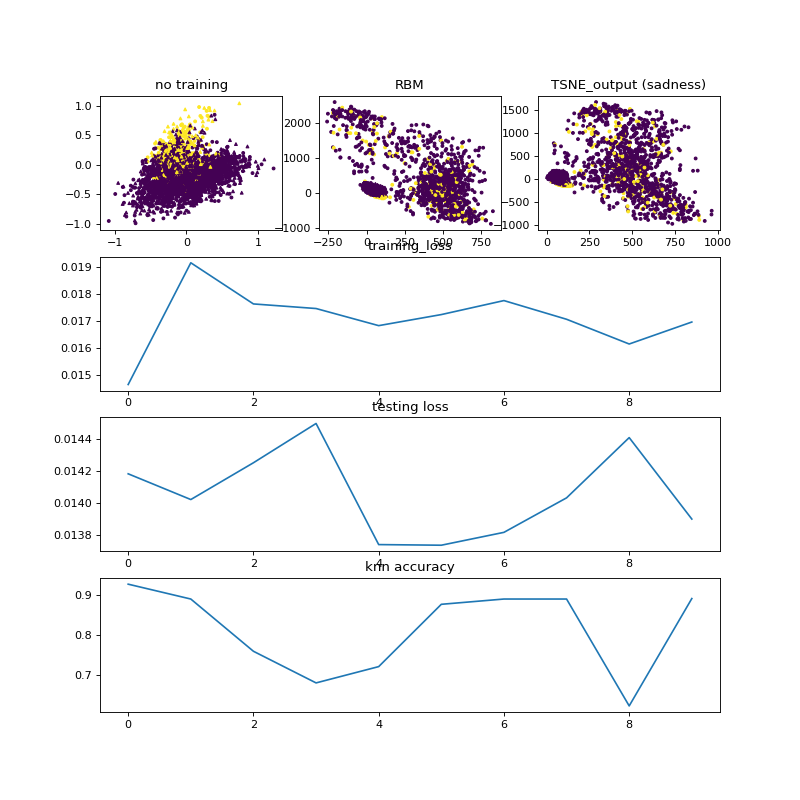 no training RBM TSNE_output (sadness)
1.0
0.5
0.0
−0.5
−1.0
−1 0 1
2000
1000
0
−1000
−250 0 250 500 750
1500
1000
500
0
−500
−1000
0 250 500 750 1000
training_loss
0.019
0.018
0.017
0.016
0.015
0 2 4 6 8
testing loss
0.0144
0.0142
0.0140
0.0138
0 2 4 6 8
knn accuracy
0.9
0.8
0.7
0 2 4 6 8